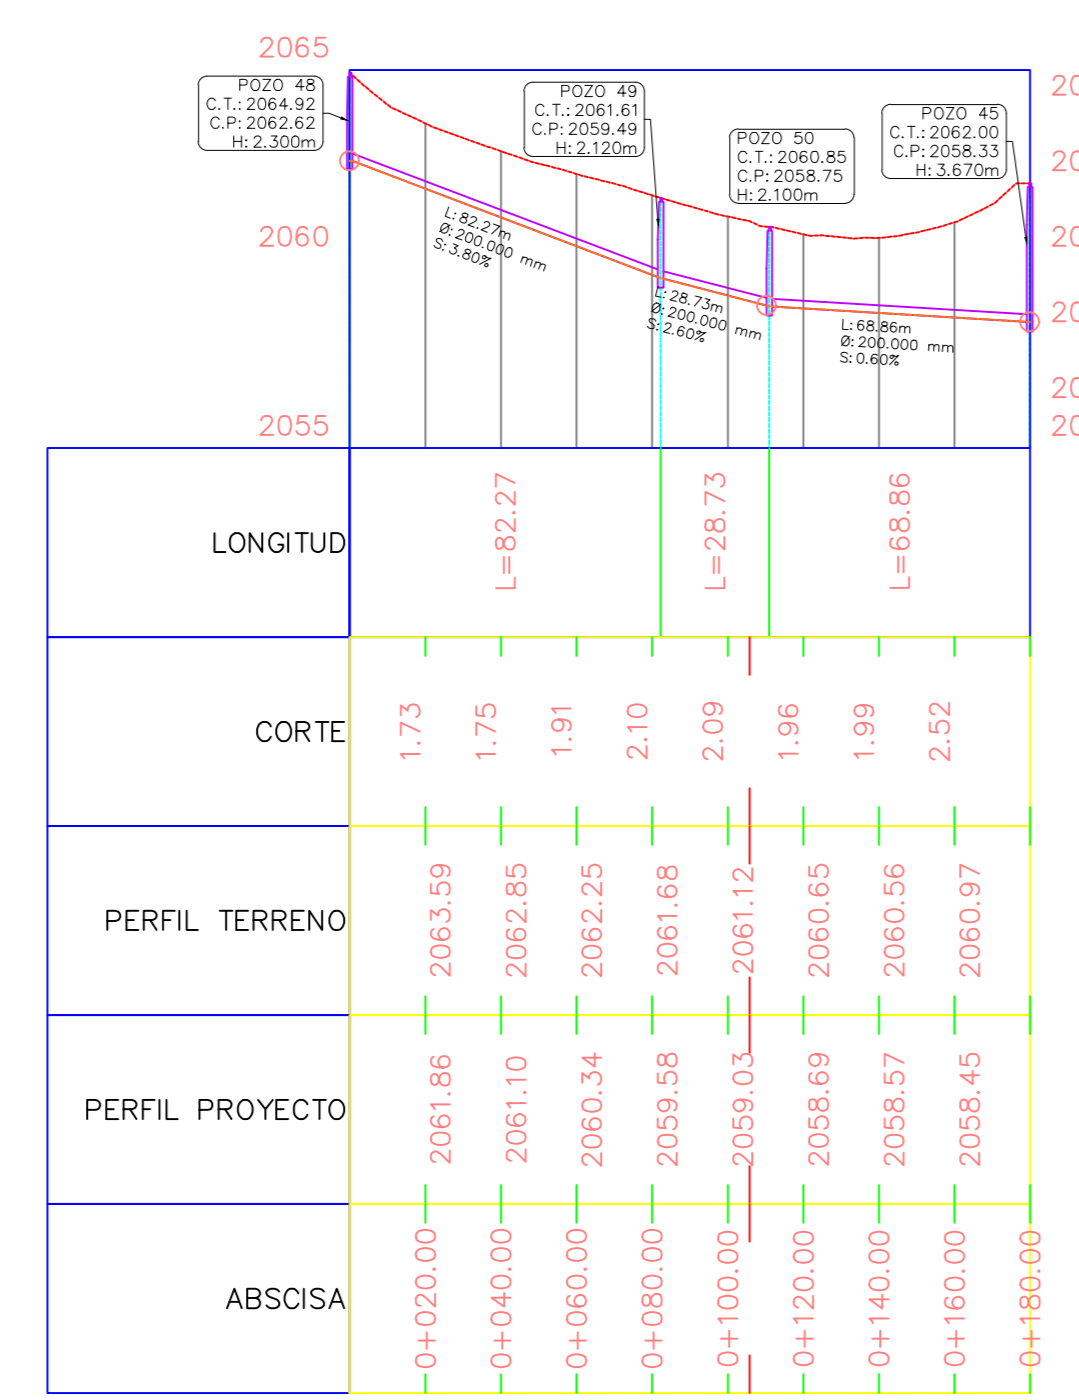 2065
POZO 48
C.T.: 2064.92
C.P: 2062.62
H: 2.300m
POZO 49
C.T.: 2061.61
C.P.: 2059.49
H: 2.120m
POZO 50
C.T.: 2060.85
C.P: 2058.75
H: 2.100m
POZO 45
C.T.: 2062.00
C.P: 2058.33
H: 3.670m
2060
2055
L: 82.27m
Ø: 200.000 mm
S: 3.80%
L: 28.73m
Ø: 200.000 mm
S: 2.60%
L: 68.86m
Ø: 200.000 mm
S: 0.60%
LONGITUD
L=82.27
L=28.73
L=68.86
CORTE
1.73
1.75
1.91
2.10
2.09
1.96
1.99
2.52
PERFIL TERRENO
2063.59
2062.85
2062.25
2061.68
2061.12
2060.65
2060.56
2060.97
PERFIL PROYECTO
2061.86
2061.10
2060.34
2059.58
2059.03
2058.69
2058.57
2058.45
ABSCISA
0+020.00
0+040.00
0+060.00
0+080.00
0+100.00
0+120.00
0+140.00
0+160.00
0+180.00